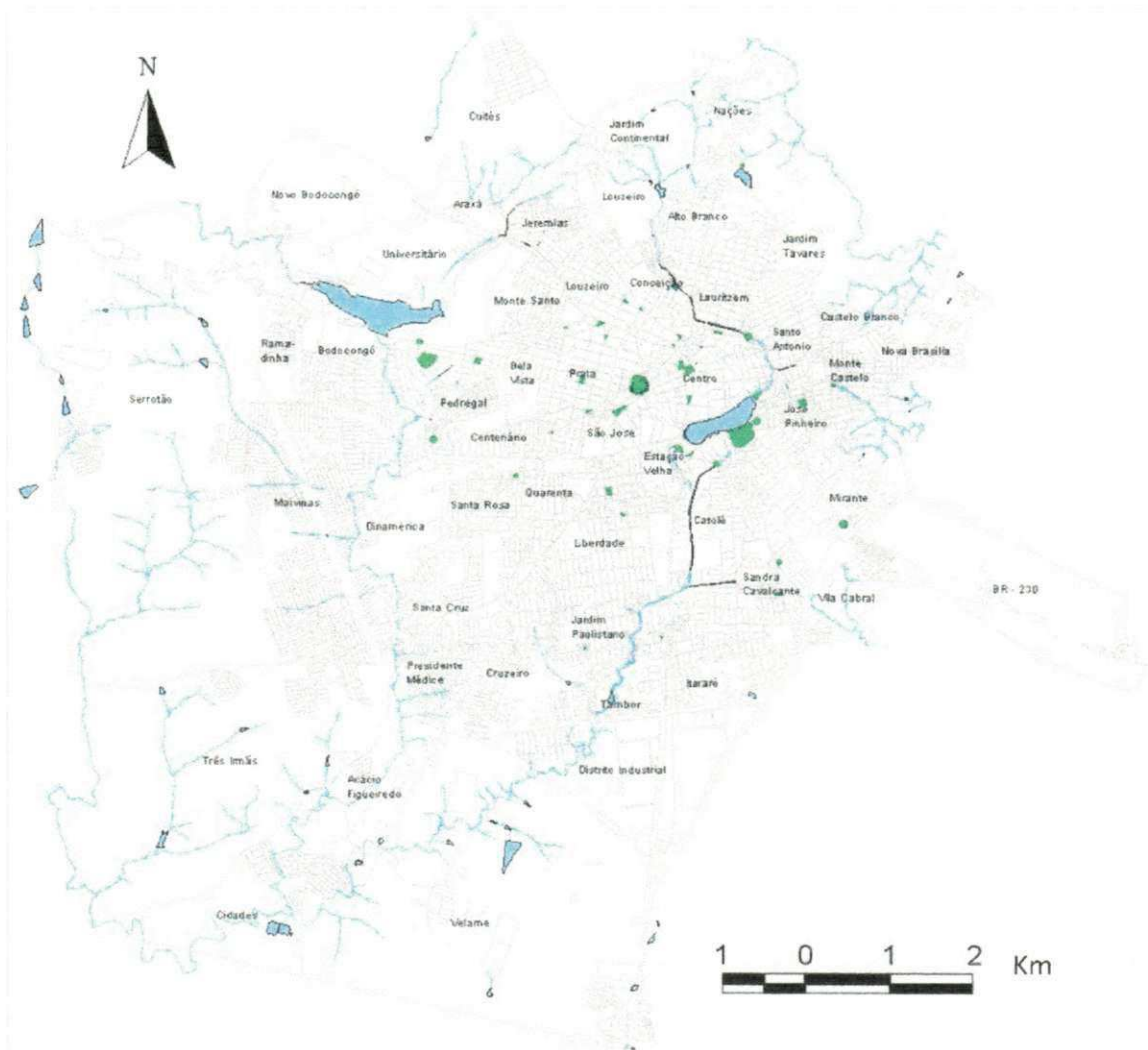 N
Cuités
Nações
Jardim
Continental
Novo Bodocongó
Araxá
Louzeiro
Jeremias
Alto Branco
Universitário
Jardim
Tavares
Louzeiro
Conceição
Monte Santo
Lauritzem
Castelo Branco
Rama-
dinha
Bodocongó
Santo
Antonio
Nova Brasília
Bela
Vista
Prata
Centro
Monte
Castelo
Serrotão
Pedregal
José
Pinheiro
Centenário
São José
Estação
Velha
Malvinas
Santa Rosa
Quarenta
Mirante
Dinamérica
Catolé
Liberdade
Sandra
Cavalcante
Vila Cabral
BR - 230
Santa Cruz
Jardim
Paulistano
Presidente
Médice
Cruzeiro
Itararé
Tambor
Três Irmãs
Acácio
Figueiredo
Distrito Industrial
Cidades
Velame
1 0 1 2 Km